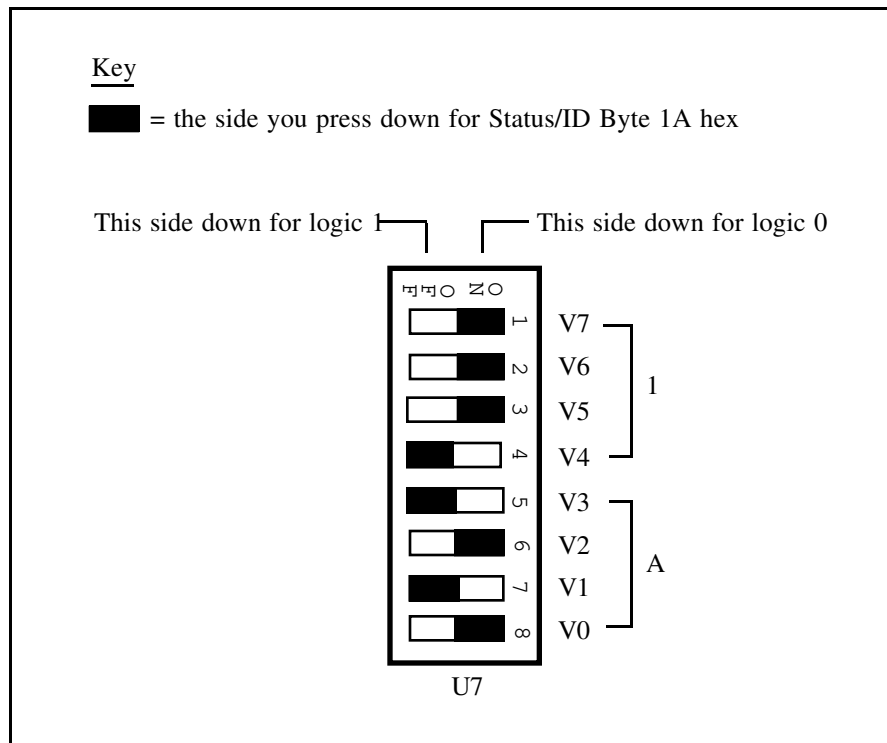 Key
= the side you press down for Status/ID Byte 1A hex
This side down for logic 1
This side down for logic 0
OFF
ON
1 V7
2 V6
3 V5
4 V4
1
5 V3
6 V2
7 V1
8 V0
A
U7